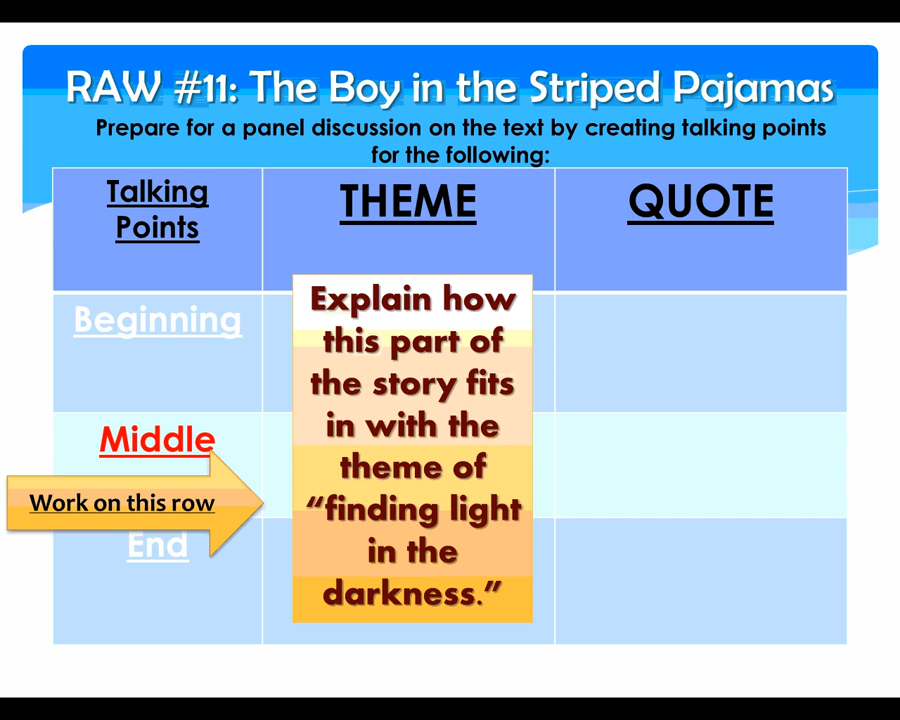 RAW #11: The Boy in the Striped Pajamas
Prepare for a panel discussion on the text by creating talking points
for the following:
Talking
Points
THEME
QUOTE
Beginning
Explain how
this part of
the story fits
in with the
theme of
“finding light
in the
darkness.”
Middle
Work on this row
End